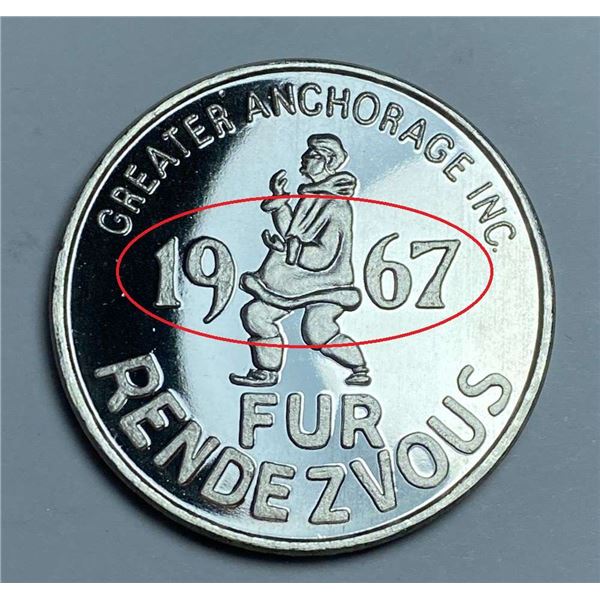 GREATER ANCHORAGE INC.
1967
FUR
RENDEZVOUS